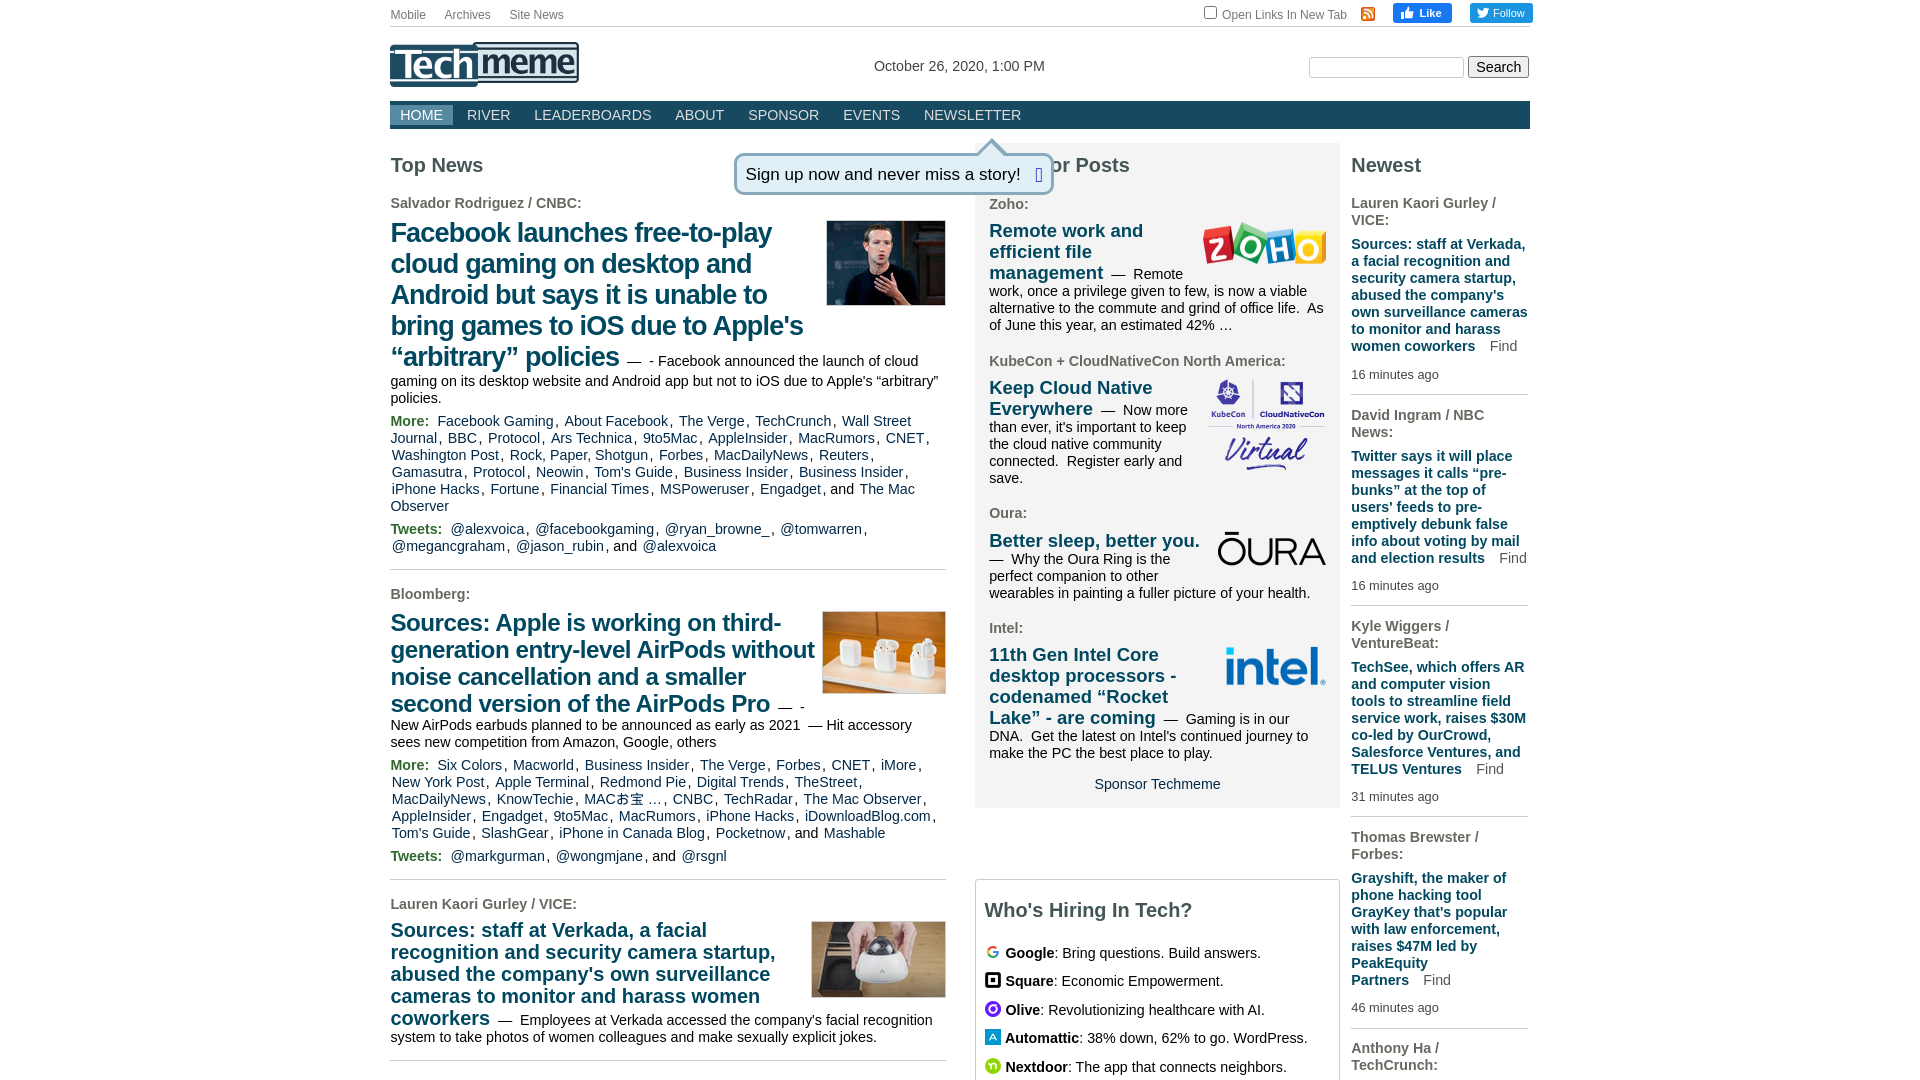 Mobile Archives Site News
Open Links In New Tab
Like
Follow
Techmeme
October 26, 2020, 1:00 PM
Search
HOME RIVER LEADERBOARDS ABOUT SPONSOR EVENTS NEWSLETTER
Sign up now and never miss a story!
Top News
Salvador Rodriguez / CNBC:
Facebook launches free-to-play
cloud gaming on desktop and
Android but says it is unable to
bring games to iOS due to Apple's
“arbitrary” policies — - Facebook announced the launch of cloud
gaming on its desktop website and Android app but not to iOS due to Apple's “arbitrary”
policies.
More: Facebook Gaming, About Facebook, The Verge, TechCrunch, Wall Street
Journal, BBC, Protocol, Ars Technica, 9to5Mac, AppleInsider, MacRumors, CNET,
Washington Post, Rock, Paper, Shotgun, Forbes, MacDailyNews, Reuters,
Gamasutra, Protocol, Neowin, Tom's Guide, Business Insider, Business Insider,
iPhone Hacks, Fortune, Financial Times, MSPoweruser, Engadget, and The Mac
Observer
Tweets: @alexvoica, @facebookgaming, @ryan_browne_, @tomwarren,
@megancgraham, @jason_rubin, and @alexvoica
Bloomberg:
Sources: Apple is working on third-
generation entry-level AirPods without
noise cancellation and a smaller
second version of the AirPods Pro — -
New AirPods earbuds planned to be announced as early as 2021 — Hit accessory
sees new competition from Amazon, Google, others
More: Six Colors, Macworld, Business Insider, The Verge, Forbes, CNET, iMore,
New York Post, Apple Terminal, Redmond Pie, Digital Trends, TheStreet,
MacDailyNews, KnowTechie, MACお宝 …, CNBC, TechRadar, The Mac Observer,
AppleInsider, Engadget, 9to5Mac, MacRumors, iPhone Hacks, iDownloadBlog.com,
Tom's Guide, SlashGear, iPhone in Canada Blog, Pocketnow, and Mashable
Tweets: @markgurman, @wongmjane, and @rsgnl
Lauren Kaori Gurley / VICE:
Sources: staff at Verkada, a facial
recognition and security camera startup,
abused the company's own surveillance
cameras to monitor and harass women
coworkers — Employees at Verkada accessed the company's facial recognition
system to take photos of women colleagues and make sexually explicit jokes.
or Posts
Zoho:
Remote work and
efficient file
management — Remote
work, once a privilege given to few, is now a viable
alternative to the commute and grind of office life. As
of June this year, an estimated 42% …
ZOHO
KubeCon + CloudNativeCon North America:
Keep Cloud Native
Everywhere — Now more
than ever, it's important to keep
the cloud native community
connected. Register early and
save.
KubeCon CloudNativeCon
North America 2020
Virtual
Oura:
Better sleep, better you.
— Why the Oura Ring is the
perfect companion to other
wearables in painting a fuller picture of your health.
ŌURA
Intel:
11th Gen Intel Core
desktop processors -
codenamed “Rocket
Lake” - are coming — Gaming is in our
DNA. Get the latest on Intel's continued journey to
make the PC the best place to play.
intel.
Sponsor Techmeme
Who's Hiring In Tech?
Google: Bring questions. Build answers.
Square: Economic Empowerment.
Olive: Revolutionizing healthcare with AI.
Automattic: 38% down, 62% to go. WordPress.
Nextdoor: The app that connects neighbors.
Newest
Lauren Kaori Gurley /
VICE:
Sources: staff at Verkada,
a facial recognition and
security camera startup,
abused the company's
own surveillance cameras
to monitor and harass
women coworkers Find
16 minutes ago
David Ingram / NBC
News:
Twitter says it will place
messages it calls “pre-
bunks” at the top of
users' feeds to pre-
emptively debunk false
info about voting by mail
and election results Find
16 minutes ago
Kyle Wiggers /
VentureBeat:
TechSee, which offers AR
and computer vision
tools to streamline field
service work, raises $30M
co-led by OurCrowd,
Salesforce Ventures, and
TELUS Ventures Find
31 minutes ago
Thomas Brewster /
Forbes:
Grayshift, the maker of
phone hacking tool
GrayKey that's popular
with law enforcement,
raises $47M led by
PeakEquity
Partners Find
46 minutes ago
Anthony Ha /
TechCrunch: